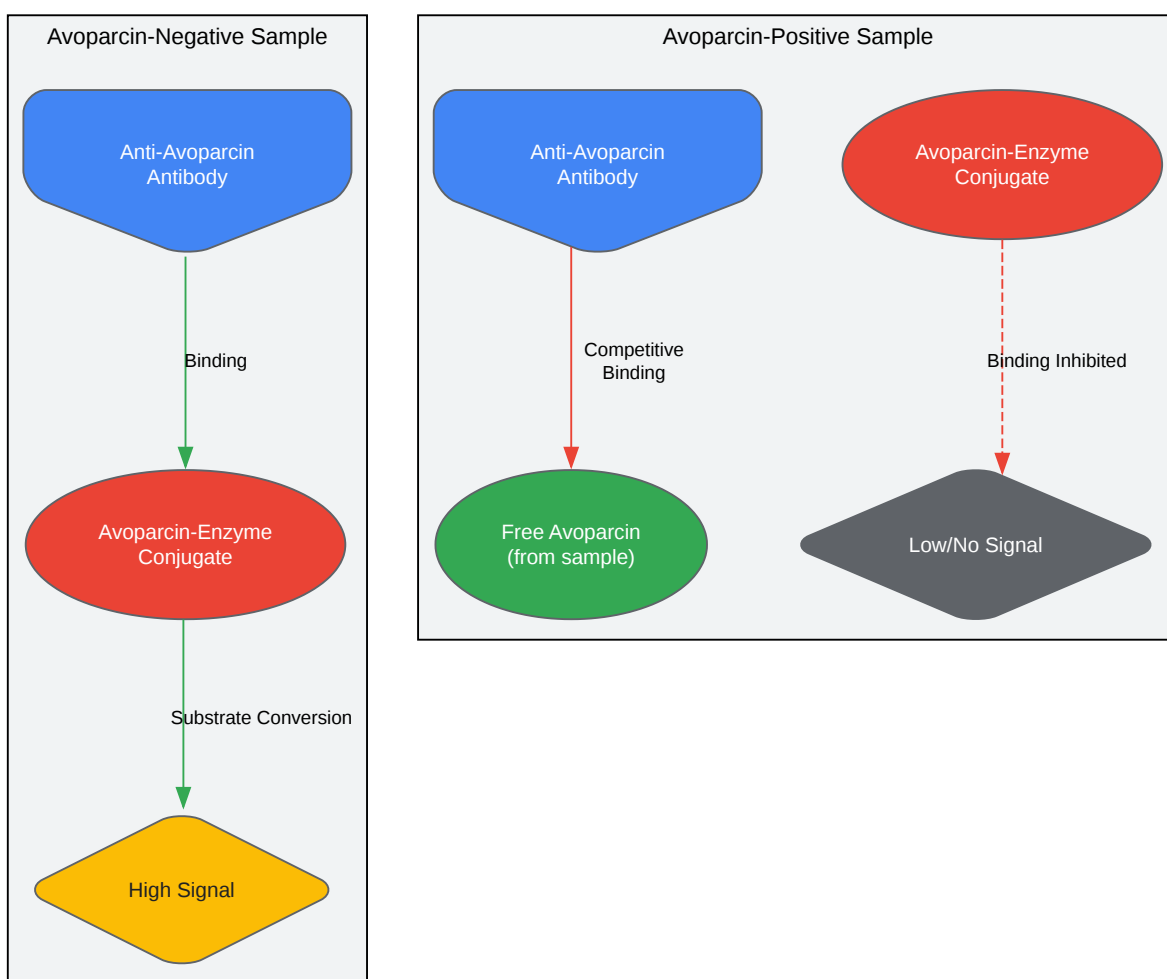 Avoparcin-Negative Sample
Anti-Avoparcin
Antibody
Binding
Avoparcin-Enzyme
Conjugate
Substrate Conversion
High Signal
Avoparcin-Positive Sample
Anti-Avoparcin
Antibody
Competitive
Binding
Free Avoparcin
(from sample)
Avoparcin-Enzyme
Conjugate
Binding Inhibited
Low/No Signal